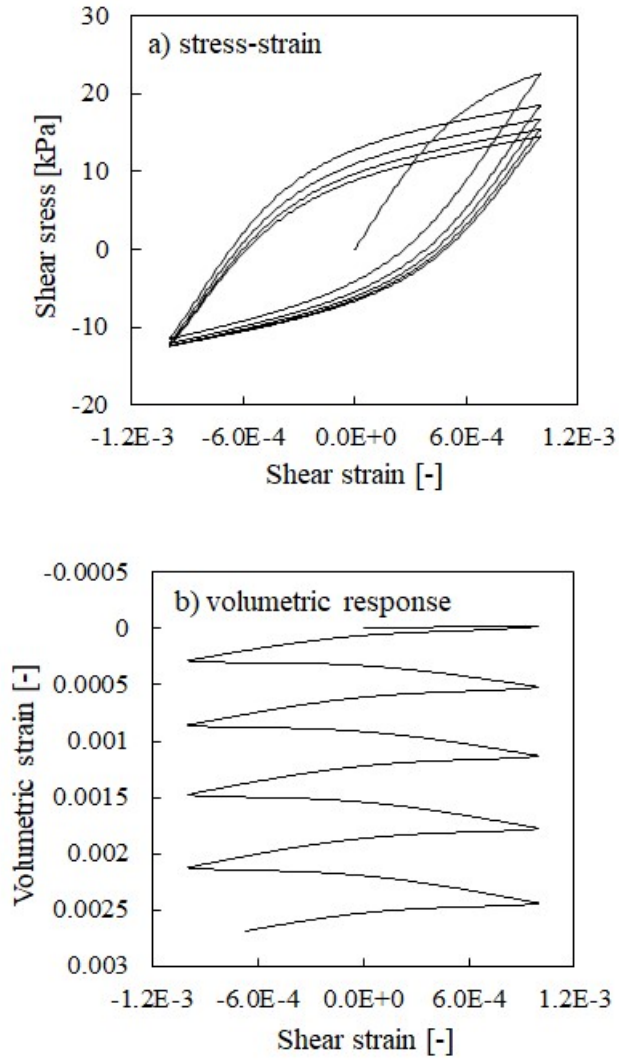 a) stress-strain
30
20
10
0
-10
-20
Shear sress [kPa]
-1.2E-3 -6.0E-4 0.0E+0 6.0E-4 1.2E-3
Shear strain [-]
b) volumetric response
-0.0005
0
0.0005
0.001
0.0015
0.002
0.0025
0.003
Volumetric strain [-]
-1.2E-3 -6.0E-4 0.0E+0 6.0E-4 1.2E-3
Shear strain [-]